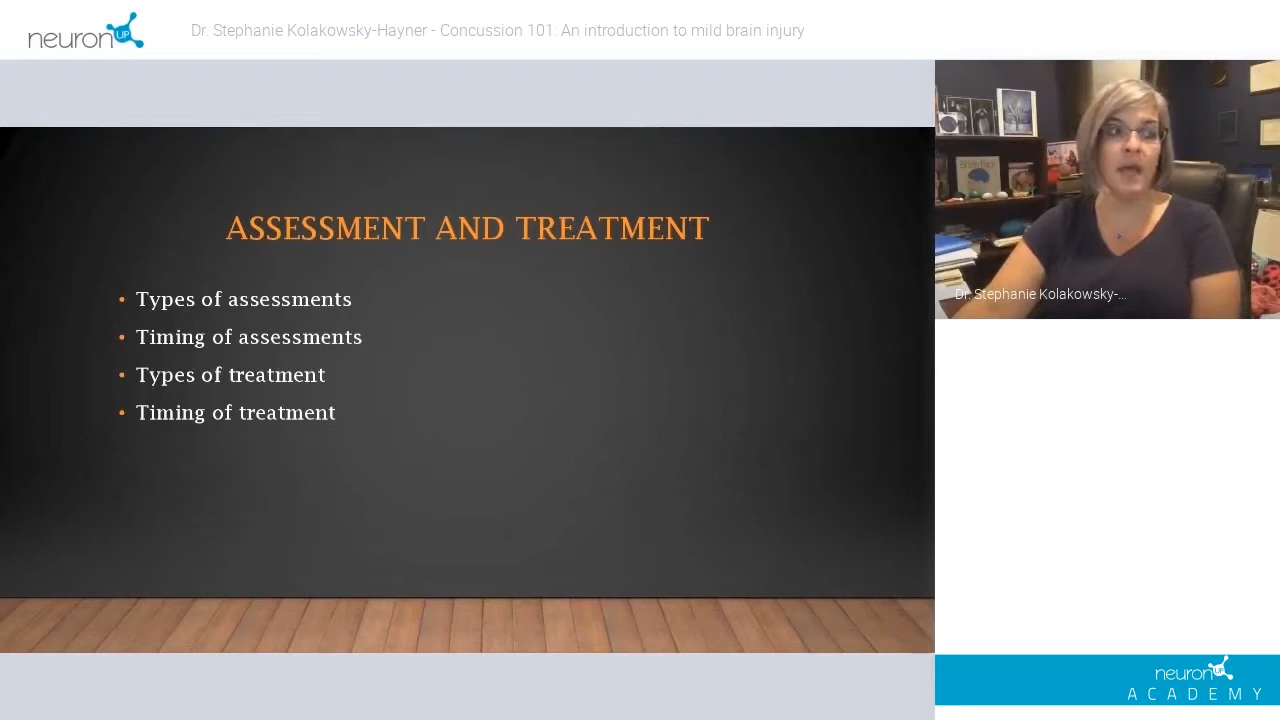 neuronUP
Dr. Stephanie Kolakowsky-Hayner - Concussion 101: An introduction to mild brain injury
ASSESSMENT AND TREATMENT
• Types of assessments
• Timing of assessments
• Types of treatment
• Timing of treatment
Dr. Stephanie Kolakowsky-...
neuronUP
ACADEMY